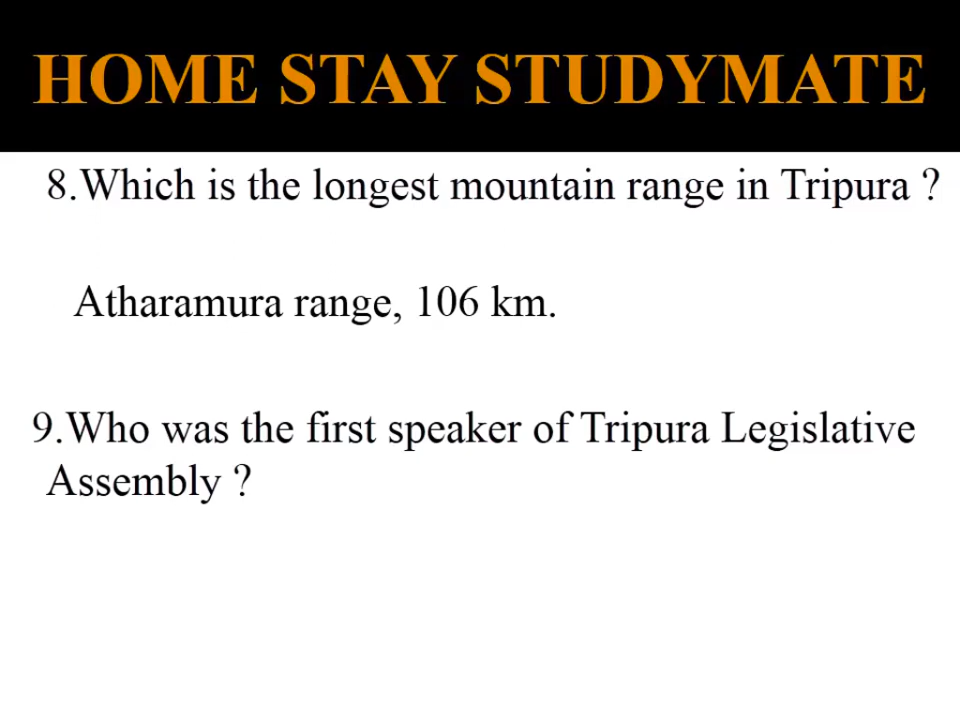 HOME STAY STUDYMATE
8.Which is the longest mountain range in Tripura ?
Atharamura range, 106 km.
9.Who was the first speaker of Tripura Legislative
Assembly ?